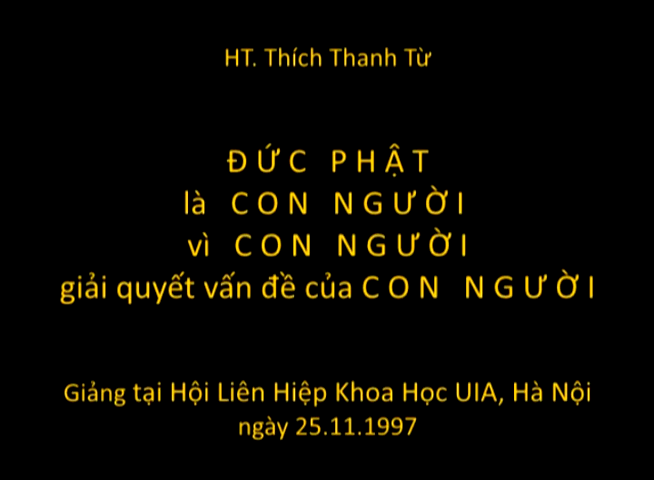 HT. Thích Thanh Từ
ĐỨC PHẬT
là CON NGƯỜI
vì CON NGƯỜI
giải quyết vấn đề của CON NGƯỜI
Giảng tại Hội Liên Hiệp Khoa Học UIA, Hà Nội
ngày 25.11.1997